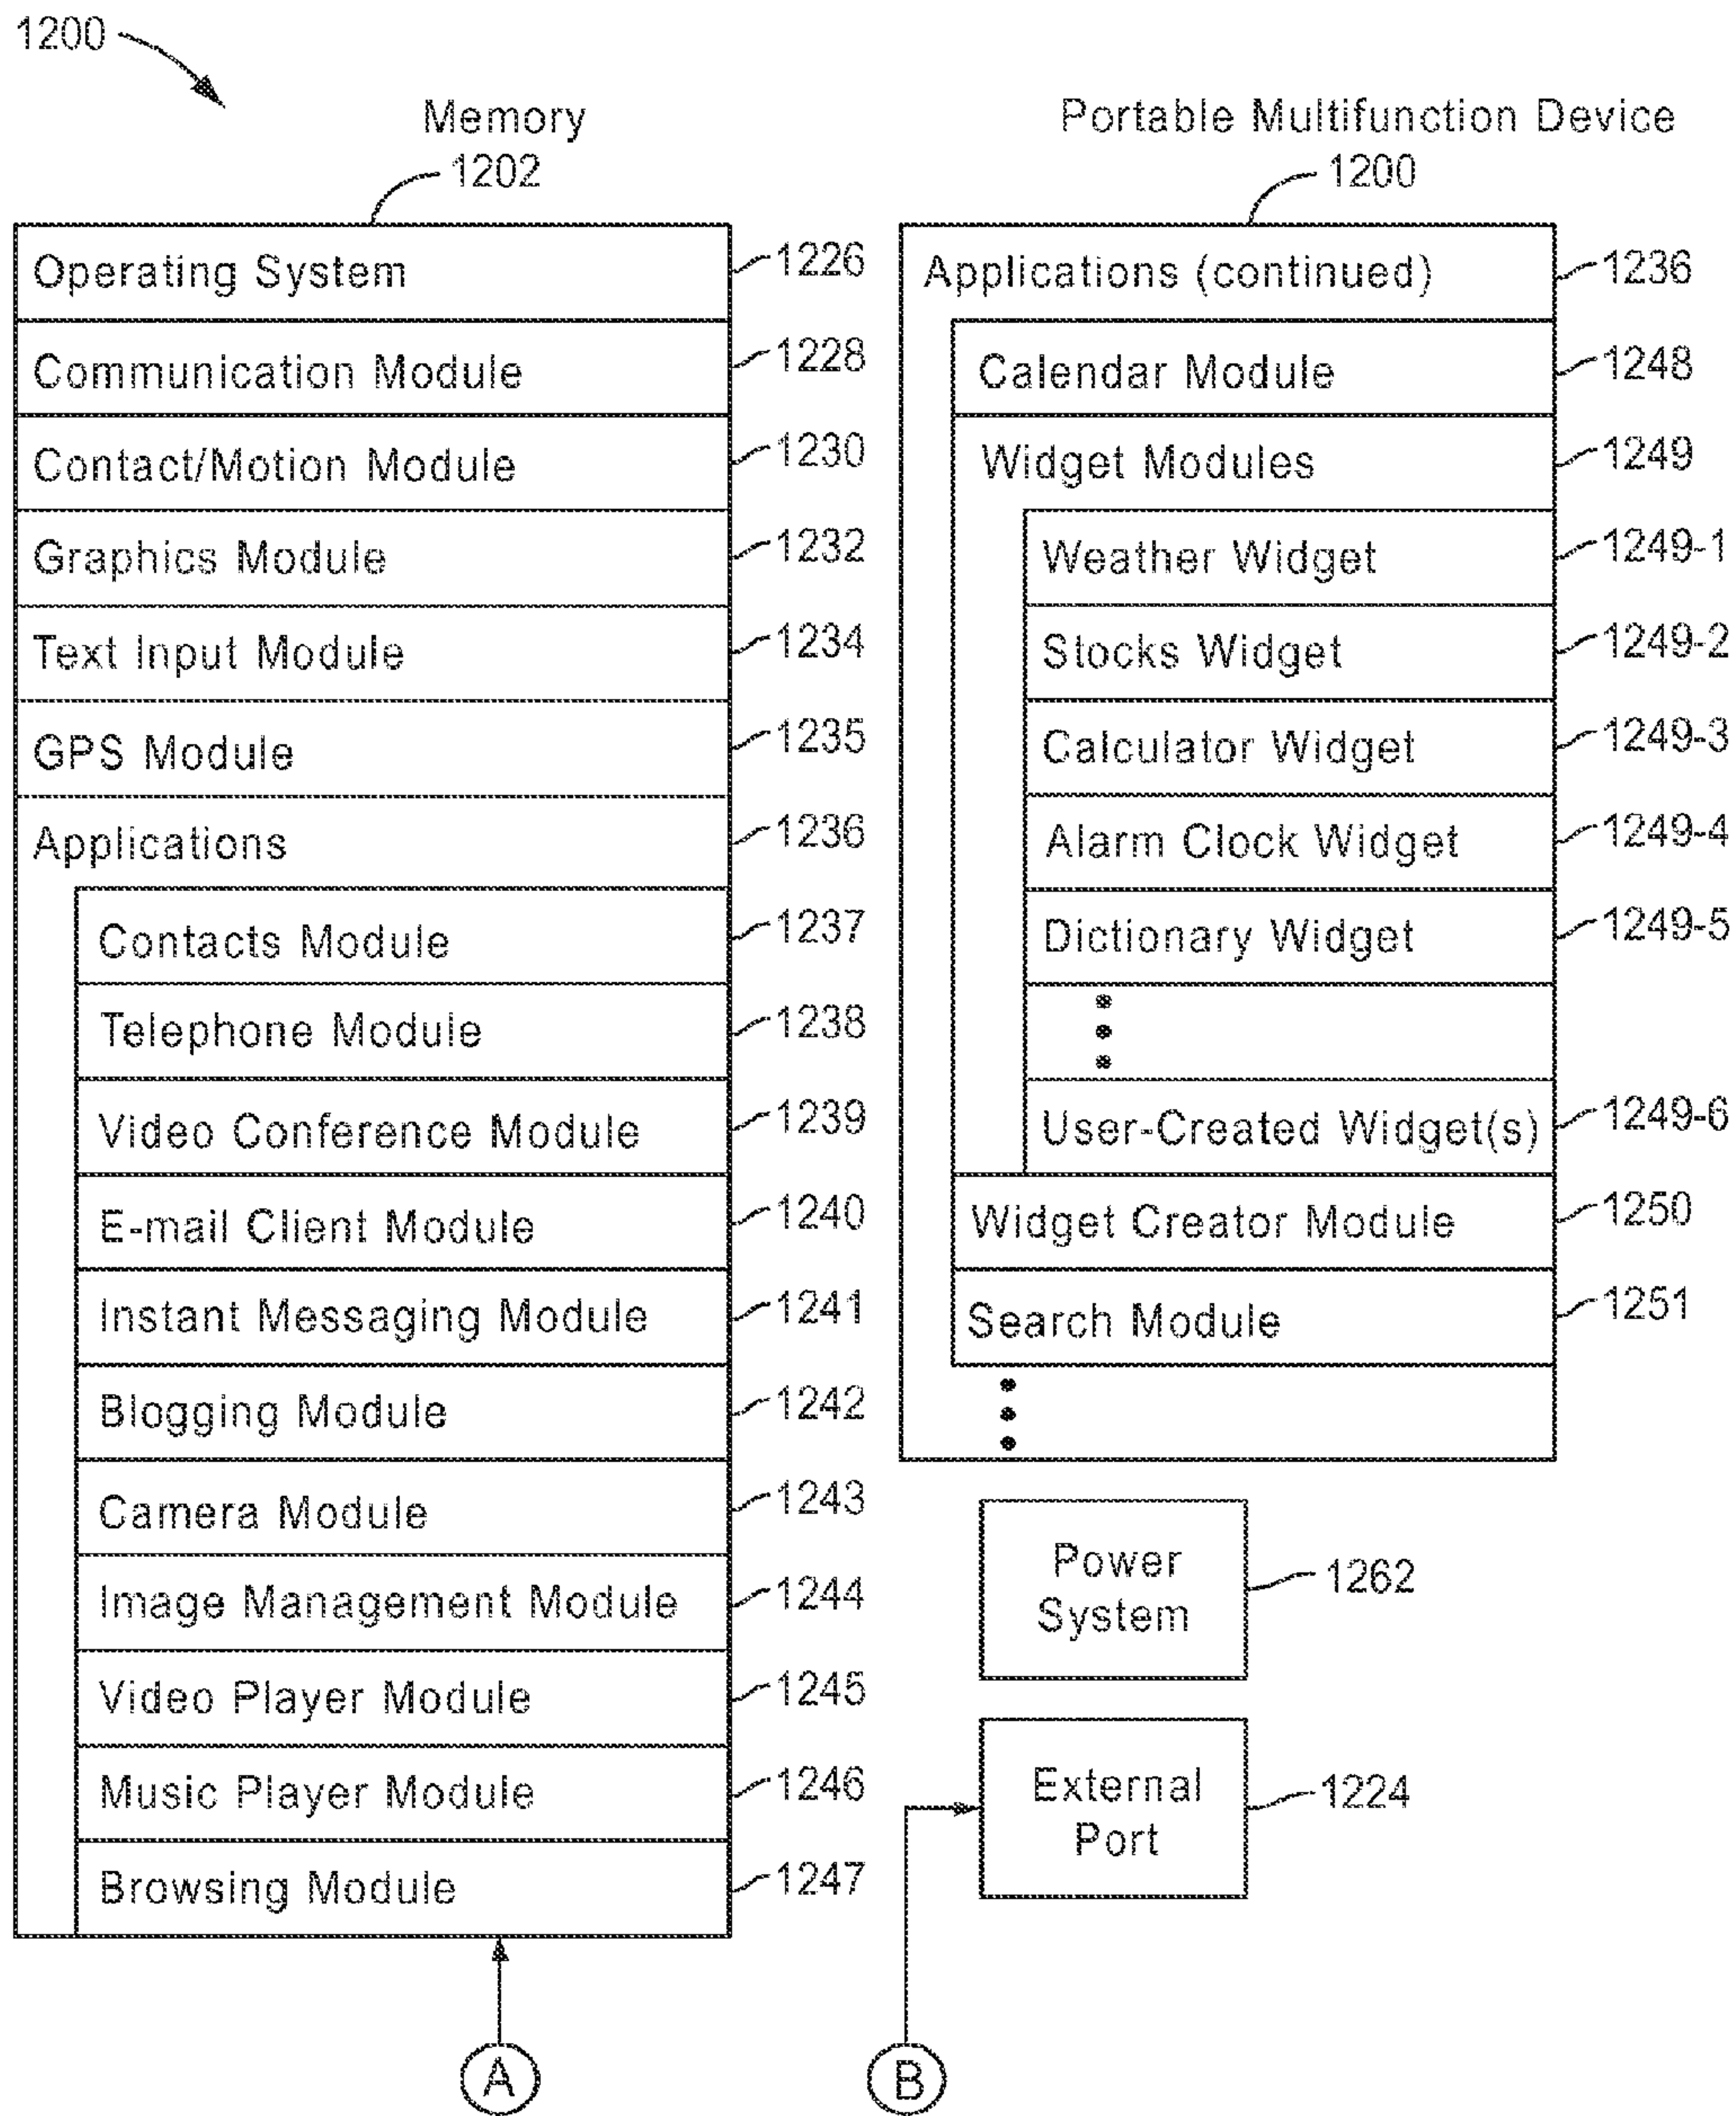 1200
Memory
1202
Operating System 1226
Communication Module 1228
Contact/Motion Module 1230
Graphics Module 1232
Text Input Module 1234
GPS Module 1235
Applications 1236
Contacts Module 1237
Telephone Module 1238
Video Conference Module 1239
E-mail Client Module 1240
Instant Messaging Module 1241
Blogging Module 1242
Camera Module 1243
Image Management Module 1244
Video Player Module 1245
Music Player Module 1246
Browsing Module 1247
A
Portable Multifunction Device
1200
Applications (continued) 1236
Calendar Module 1248
Widget Modules 1249
Weather Widget 1249-1
Stocks Widget 1249-2
Calculator Widget 1249-3
Alarm Clock Widget 1249-4
Dictionary Widget 1249-5
User-Created Widget(s) 1249-6
Widget Creator Module 1250
Search Module 1251
Power
System
1262
External
Port
1224
B